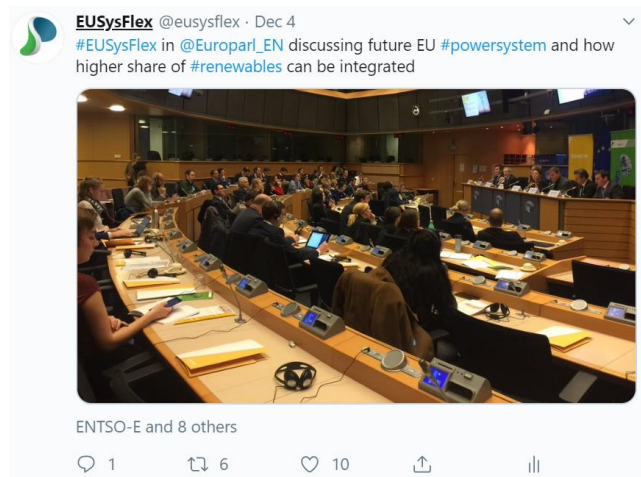 EUSysFlex @eusysflex · Dec 4
#EUSysFlex in @Europarl_EN discussing future EU #powersystem and how
higher share of #renewables can be integrated
ENTSO-E and 8 others
1 6 10